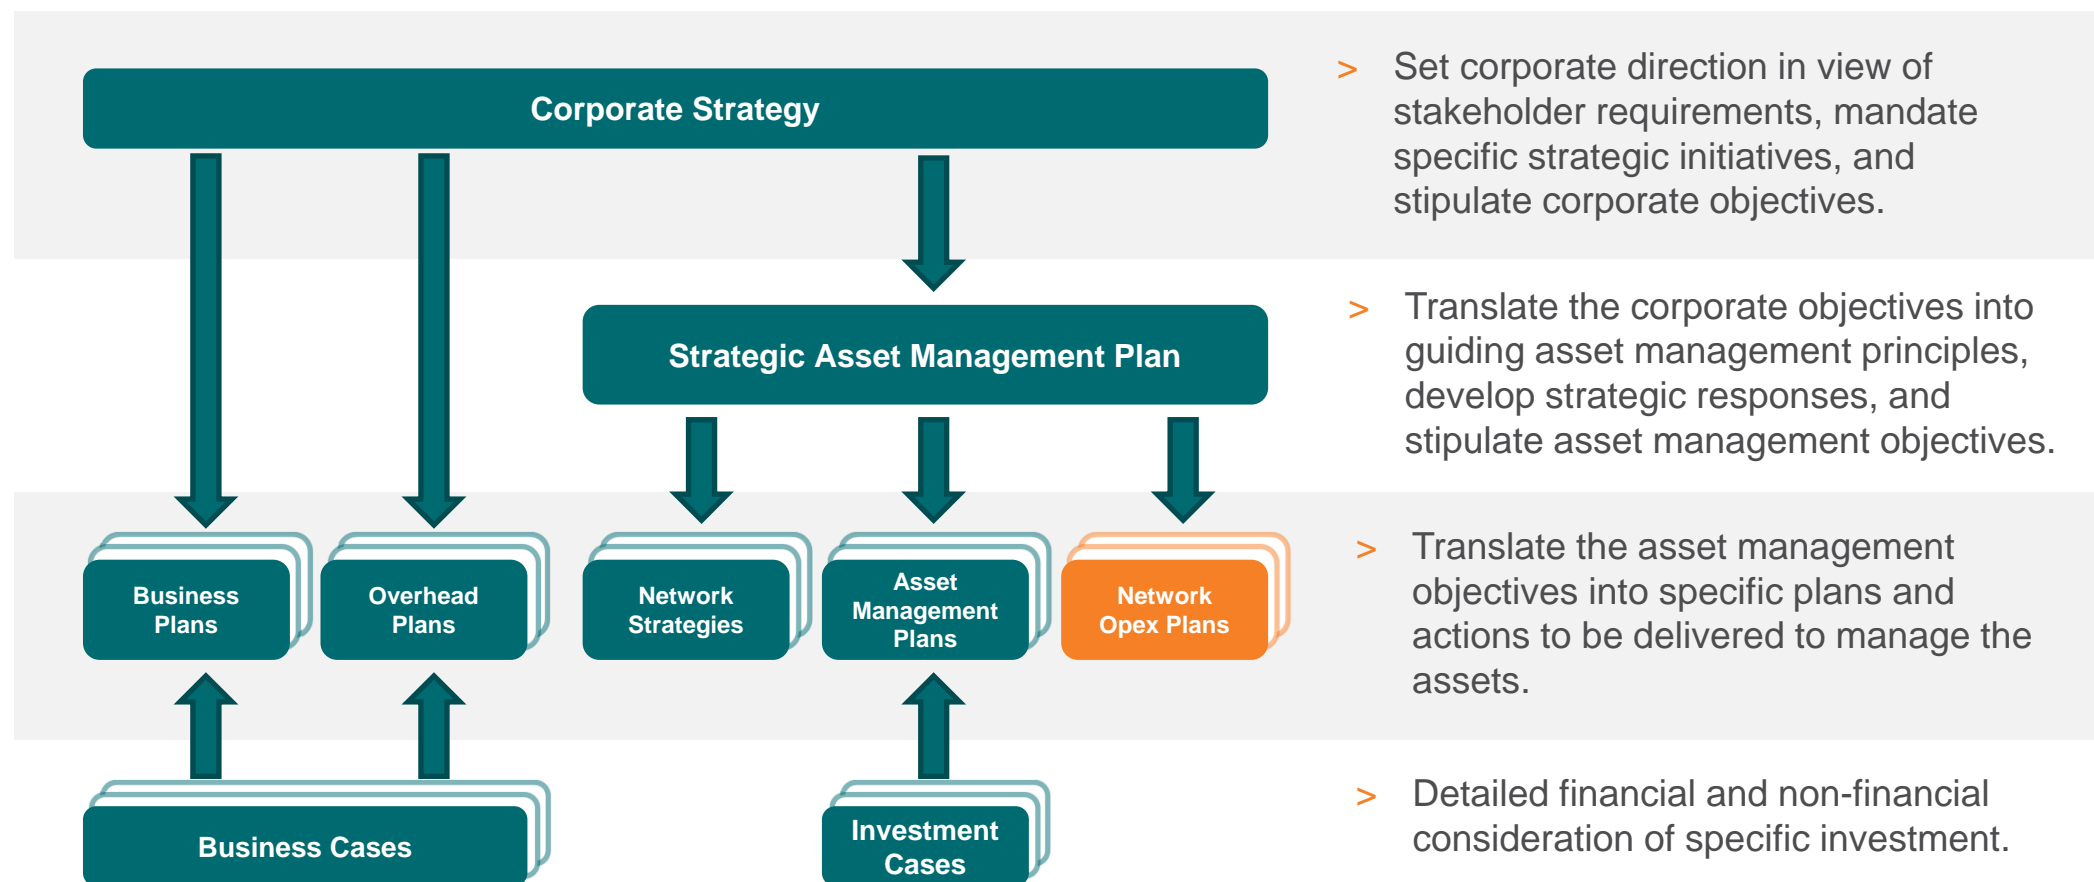 Corporate Strategy
> Set corporate direction in view of
stakeholder requirements, mandate
specific strategic initiatives, and
stipulate corporate objectives.
Strategic Asset Management Plan
> Translate the corporate objectives into
guiding asset management principles,
develop strategic responses, and
stipulate asset management objectives.
Business
Plans
Overhead
Plans
Network
Strategies
Asset
Management
Plans
Network
Opex Plans
> Translate the asset management
objectives into specific plans and
actions to be delivered to manage the
assets.
Business Cases
Investment
Cases
> Detailed financial and non-financial
consideration of specific investment.